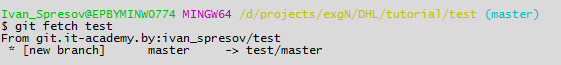 Ivan_Spresov@EPBYMINW0774 MINGW64 /d/projects/exgN/DHL/tutorial/test (master)
$ git fetch test
From git.it-academy.by:ivan_spresov/test
 * [new branch]      master     -> test/master